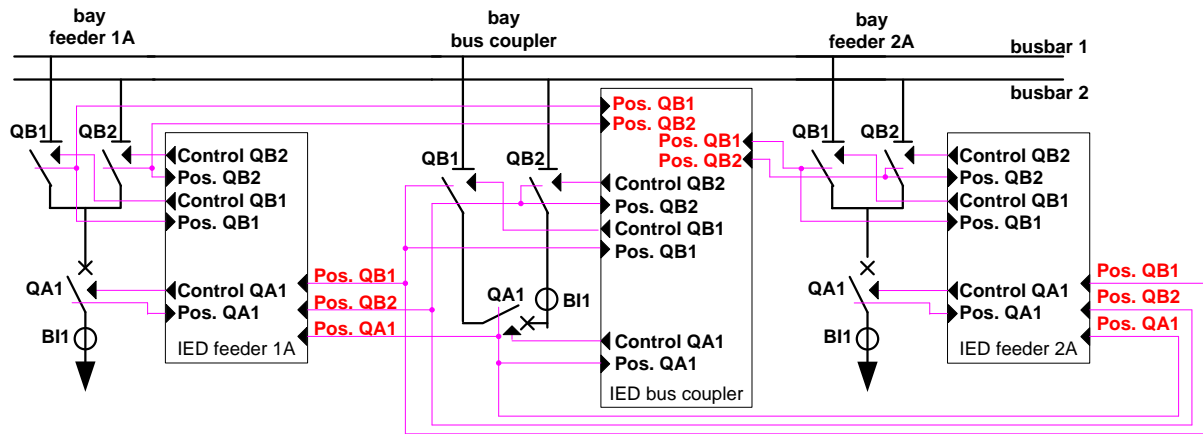 bay
feeder 1A
bay
bus coupler
bay
feeder 2A
busbar 1
busbar 2
QB1
QB2
Control QB2
Pos. QB2
Control QB1
Pos. QB1
QA1
Control QA1
Pos. QA1
BI1
IED feeder 1A
Pos. QB1
Pos. QB2
Pos. QA1
QB1
QB2
QA1
BI1
Pos. QB1
Pos. QB2
Pos. QB1
Pos. QB2
Control QB2
Pos. QB2
Control QB1
Pos. QB1
Control QA1
Pos. QA1
IED bus coupler
QB1
QB2
Control QB2
Pos. QB2
Control QB1
Pos. QB1
QA1
Control QA1
Pos. QA1
BI1
IED feeder 2A
Pos. QB1
Pos. QB2
Pos. QA1